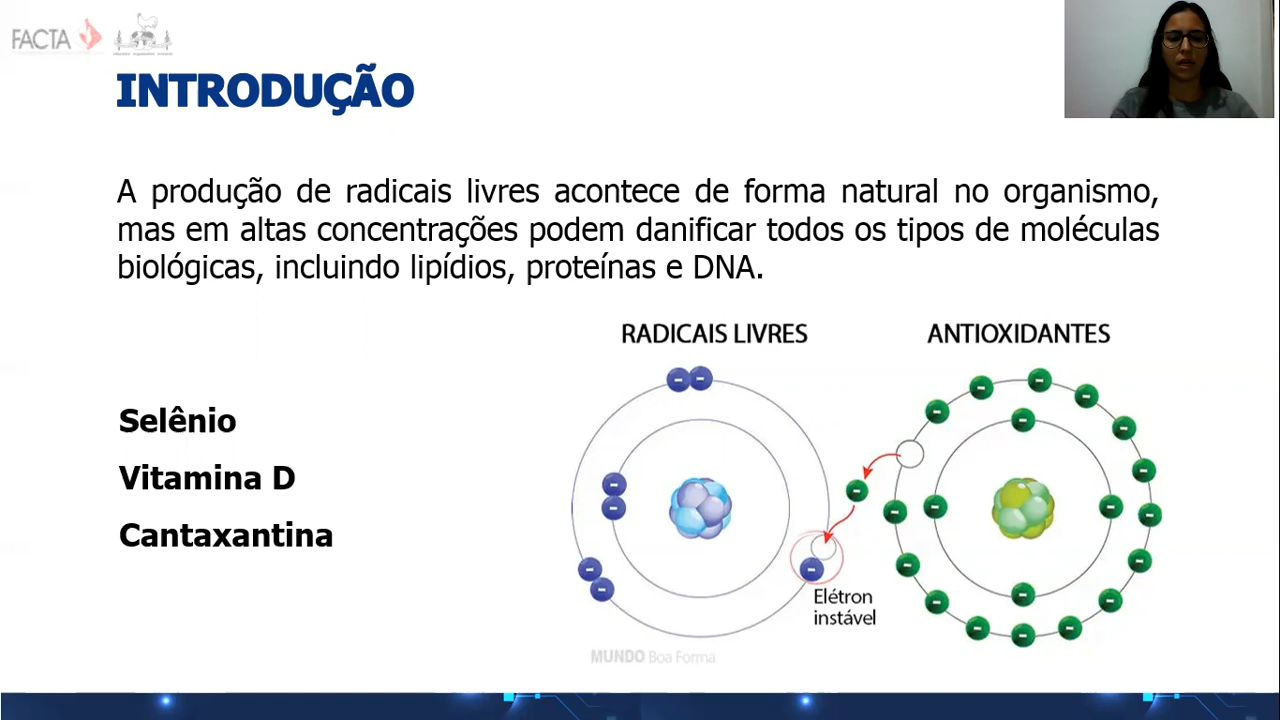 FACTA
INTRODUÇÃO
A produção de radicais livres acontece de forma natural no organismo,
mas em altas concentrações podem danificar todos os tipos de moléculas
biológicas, incluindo lipídios, proteínas e DNA.
RADICAIS LIVRES
ANTIOXIDANTES
Selênio
Vitamina D
Cantaxantina
Elétron
instável
MUNDO Boa Forma